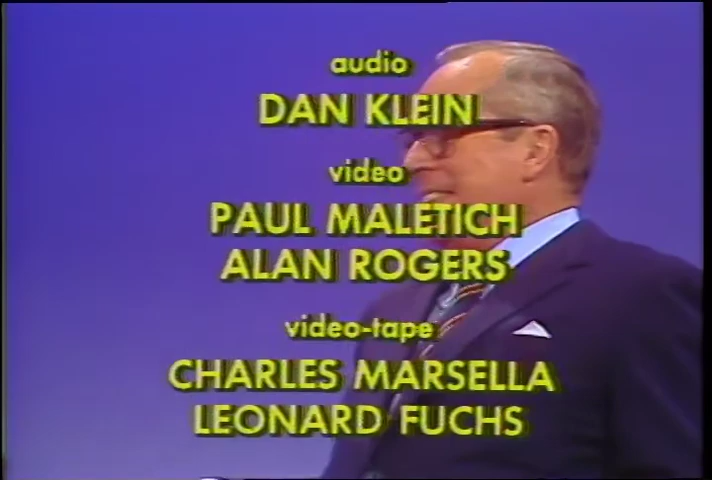 audio
DAN KLEIN
video
PAUL MALETICH
ALAN ROGERS
video-tape
CHARLES MARSELLA
LEONARD FUCHS